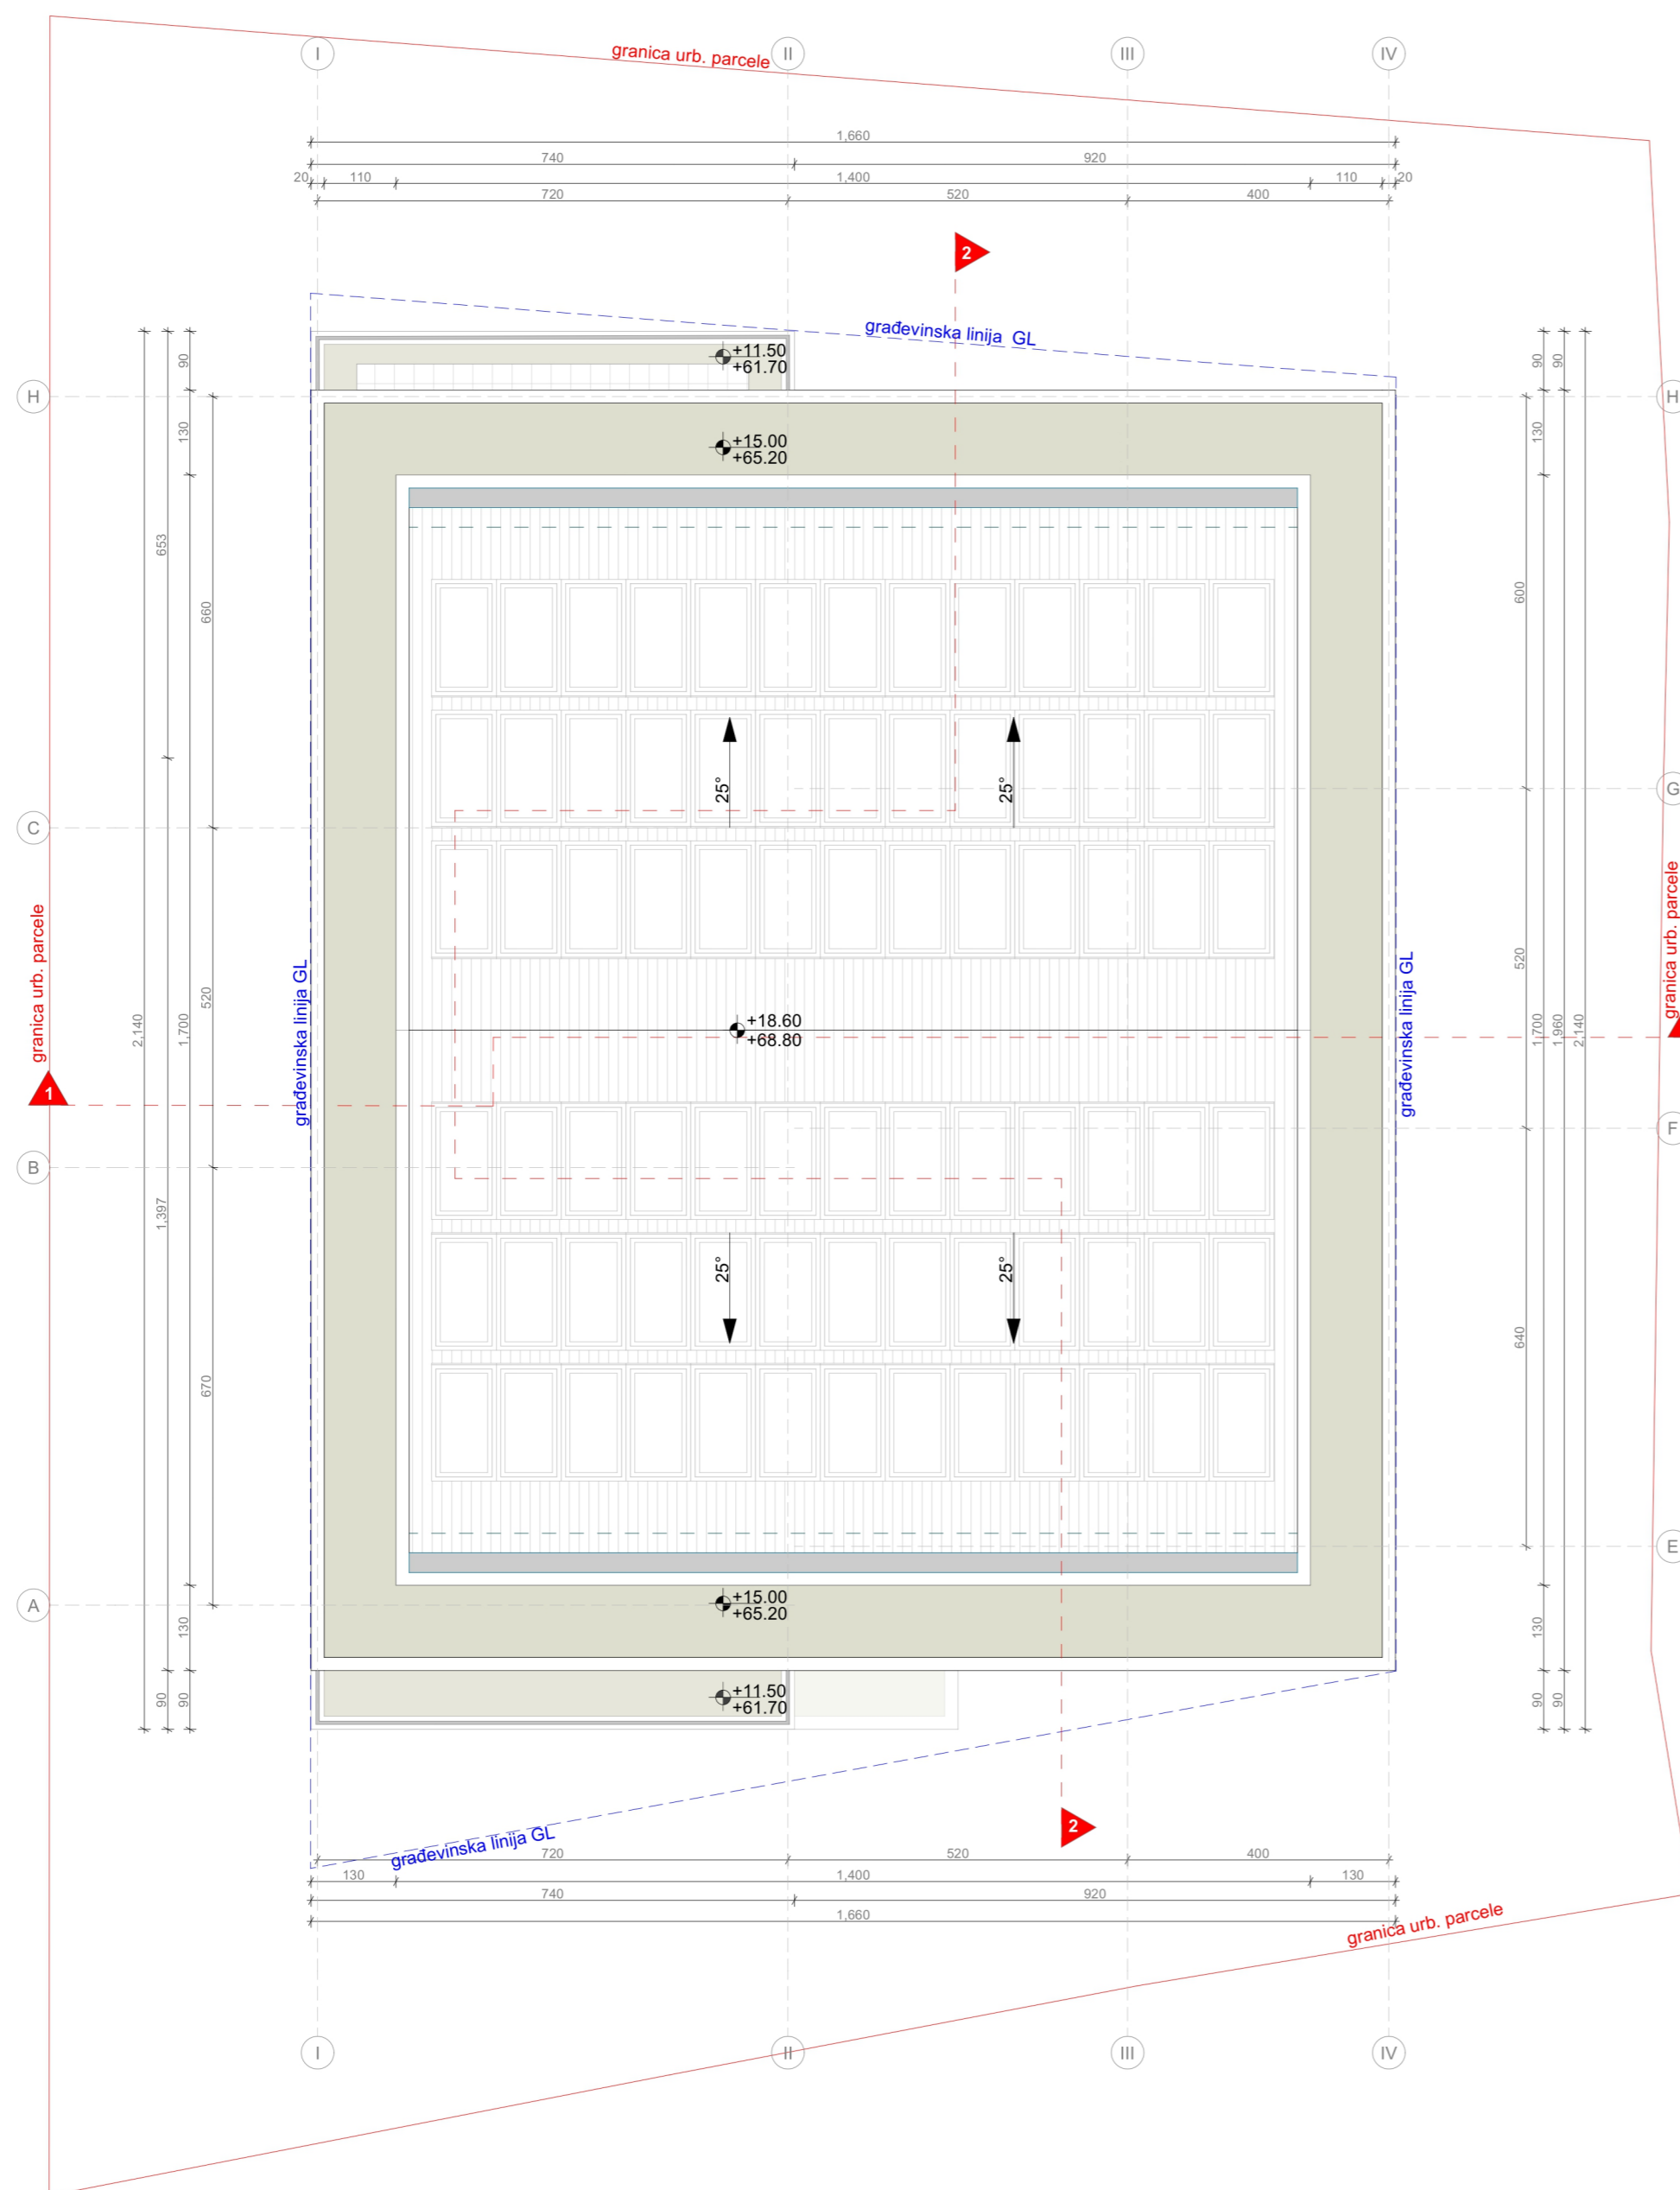 I
II
III
IV
granica urb. parcele
1,660
740
920
20
110
1,400
110
20
720
520
400
2
građevinska linija GL
+11.50
+61.70
90
90
90
H
H
+15.00
+65.20
130
130
653
660
600
25°
25°
G
C
granica urb. parcele
građevinska linija GL
građevinska linija GL
granica urb. parcele
520
520
2,140
1,700
+18.60
+68.80
1,700
1,960
2,140
1
F
B
1,397
25°
25°
640
670
E
A
+15.00
+65.20
130
130
90
90
+11.50
+61.70
90
90
2
građevinska linija GL
720
520
400
130
1,400
130
740
920
1,660
granica urb. parcele
I
II
III
IV